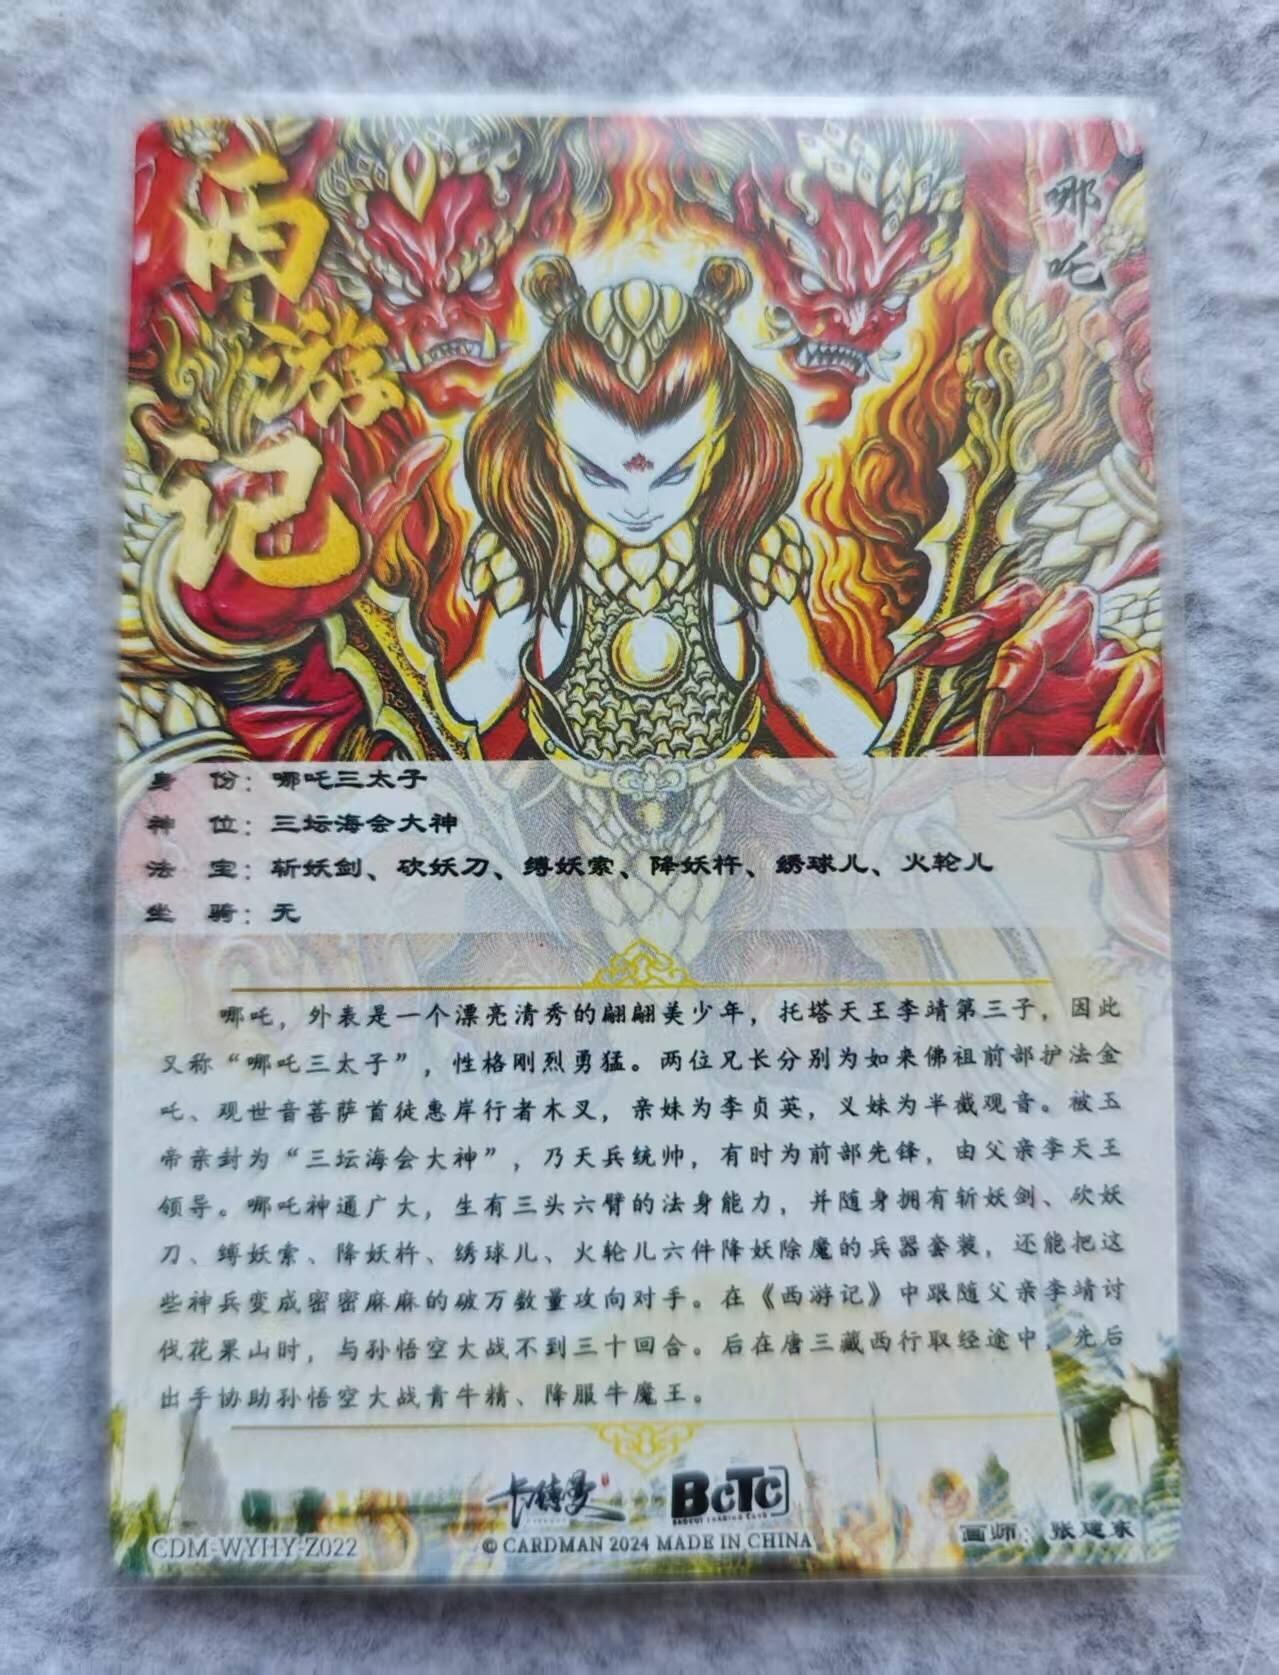 西游记
哪吒
身 份：哪吒三太子
神 位：三坛海会大神
法 宝：斩妖剑、砍妖刀、缚妖索、降妖杵、绣球儿、火轮儿
坐 骑：无
哪吒，外表是一个漂亮清秀的翩翩美少年，托塔天王李靖第三子，因此
又称“哪吒三太子”，性格刚烈勇猛。两位兄长分别为如来佛祖前部护法金
吒、观世音菩萨首徒惠岸行者木叉，亲妹为李贞英，义妹为半截观音。被玉
帝亲封为“三坛海会大神”，乃天兵统帅，有时为前部先锋，由父亲李天王
领导。哪吒神通广大，生有三头六臂的法身能力，并随身拥有斩妖剑、砍妖
刀、缚妖索、降妖杵、绣球儿、火轮儿六件降妖除魔的兵器套装，还能把这
些神兵变成密密麻麻的破万数量攻向对手。在《西游记》中跟随父亲李靖讨
伐花果山时，与孙悟空大战不到三十回合。后在唐三藏西行取经途中，先后
出手协助孙悟空大战青牛精、降服牛魔王。
卡特曼 BCTC
CDM-WYHY-Z022 © CARDMAN 2024 MADE IN CHINA 画师：张建东